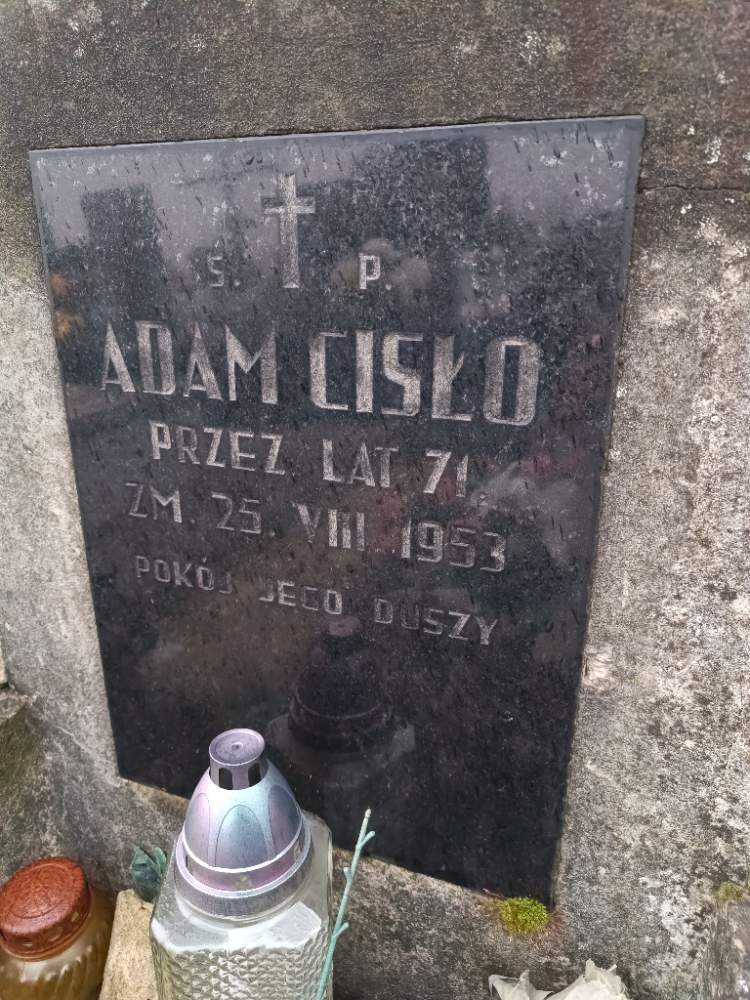 S. P.
ADAM CISŁO
PRZEZ LAT 71.
ZM. 25. VIII 1953
POKÓJ JEGO DUSZY